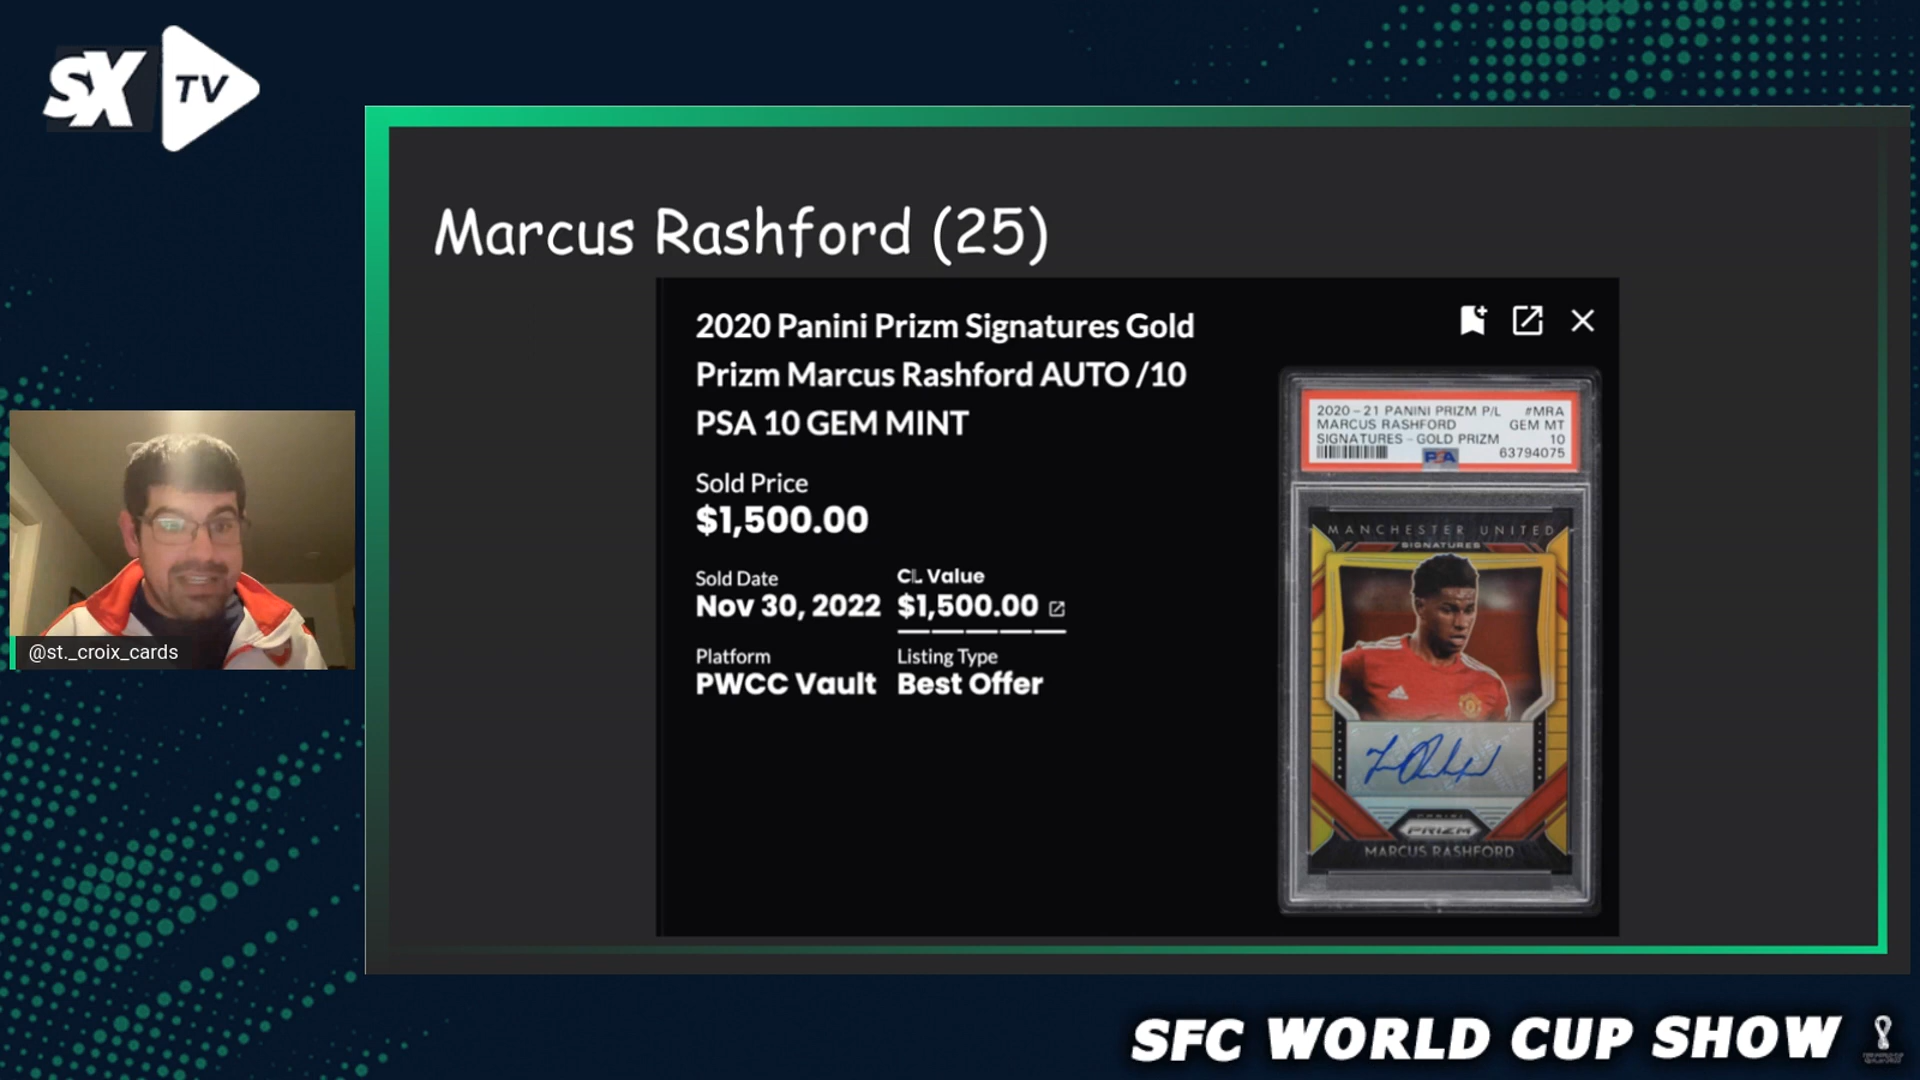 SX TV
Marcus Rashford (25)
2020 Panini Prizm Signatures Gold
Prizm Marcus Rashford AUTO /10
PSA 10 GEM MINT
Sold Price
$1,500.00
Sold Date
Nov 30, 2022
CL Value
$1,500.00
Platform
PWCC Vault
Listing Type
Best Offer
2020-21 PANINI PRIZM P/L #MRA
MARCUS RASHFORD GEM MT
SIGNATURES - GOLD PRIZM 10
PSA 63794075
MANCHESTER UNITED
SIGNATURES
PANINI
PRIZM
MARCUS RASHFORD
@st._croix_cards
SFC WORLD CUP SHOW